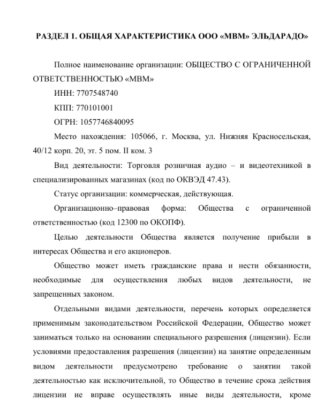 РАЗДЕЛ 1. ОБЩАЯ ХАРАКТЕРИСТИКА ООО «МВМ» ЭЛЬДАРАДО»
Полное наименование организации: ОБЩЕСТВО С ОГРАНИЧЕННОЙ
ОТВЕТСТВЕННОСТЬЮ «МВМ»
ИНН: 7707548740
КПП: 770101001
ОГРН: 1057746840095
Место нахождения: 105066, г. Москва, ул. Нижняя Красносельская,
40/12 корп. 20, эт. 5 пом. II ком. 3
Вид деятельности: Торговля розничная аудио – и видеотехникой в
специализированных магазинах (код по ОКВЭД 47.43).
Статус организации: коммерческая, действующая.
Организационно–правовая форма: Общества с ограниченной
ответственностью (код 12300 по ОКОПФ).
Целью деятельности Общества является получение прибыли в
интересах Общества и его акционеров.
Общество может иметь гражданские права и нести обязанности,
необходимые для осуществления любых видов деятельности, не
запрещенных законом.
Отдельными видами деятельности, перечень которых определяется
применимым законодательством Российской Федерации, Общество может
заниматься только на основании специального разрешения (лицензии). Если
условиями предоставления разрешения (лицензии) на занятие определенным
видом деятельности предусмотрено требование о занятии такой
деятельностью как исключительной, то Общество в течение срока действия
лицензии не вправе осуществлять иные виды деятельности, кроме